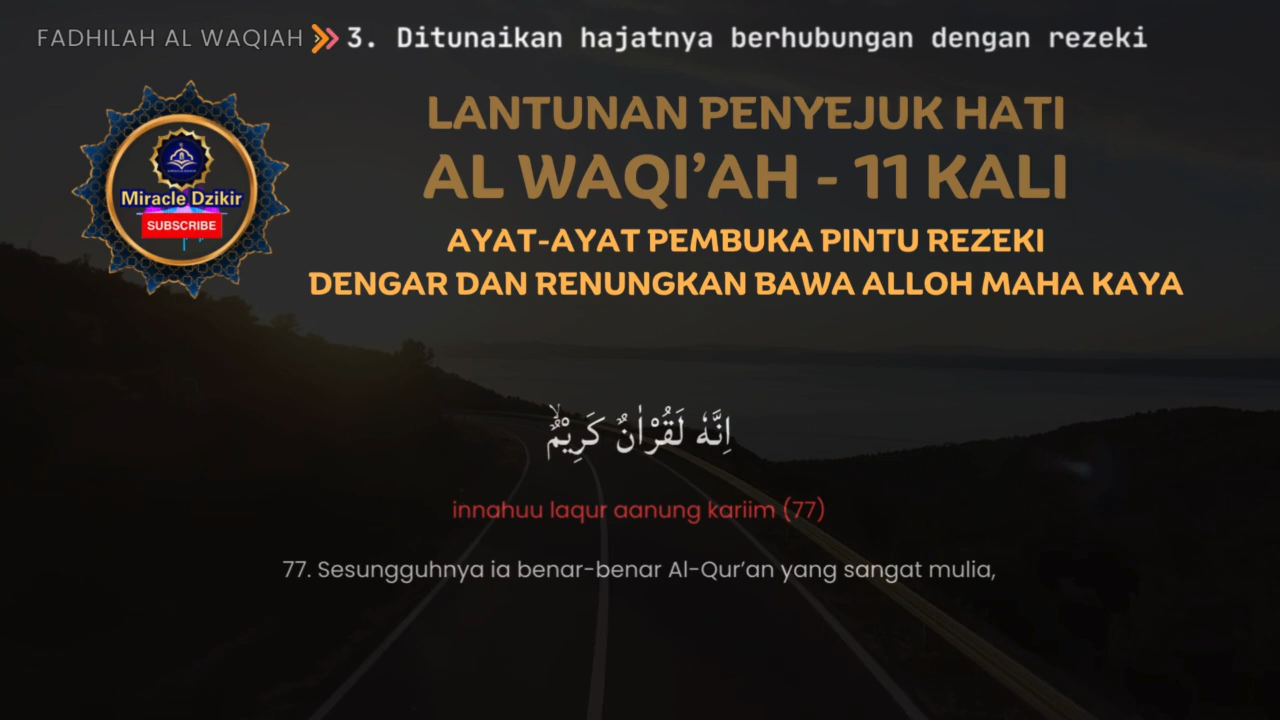 FADHILAH AL WAQIAH 3. Ditunaikan hajatnya berhubungan dengan rezeki
LANTUNAN PENYEJUK HATI
AL WAQI'AH - 11 KALI
AYAT-AYAT PEMBUKA PINTU REZEKI
DENGAR DAN RENUNGKAN BAWA ALLOH MAHA KAYA
Miracle Dzikir
SUBSCRIBE
اِنَّهٗ لَقُرْاٰنٌ كَرِيْمٌۙ
innahuu laqur aanung kariim (77)
77. Sesungguhnya ia benar-benar Al-Qur'an yang sangat mulia,